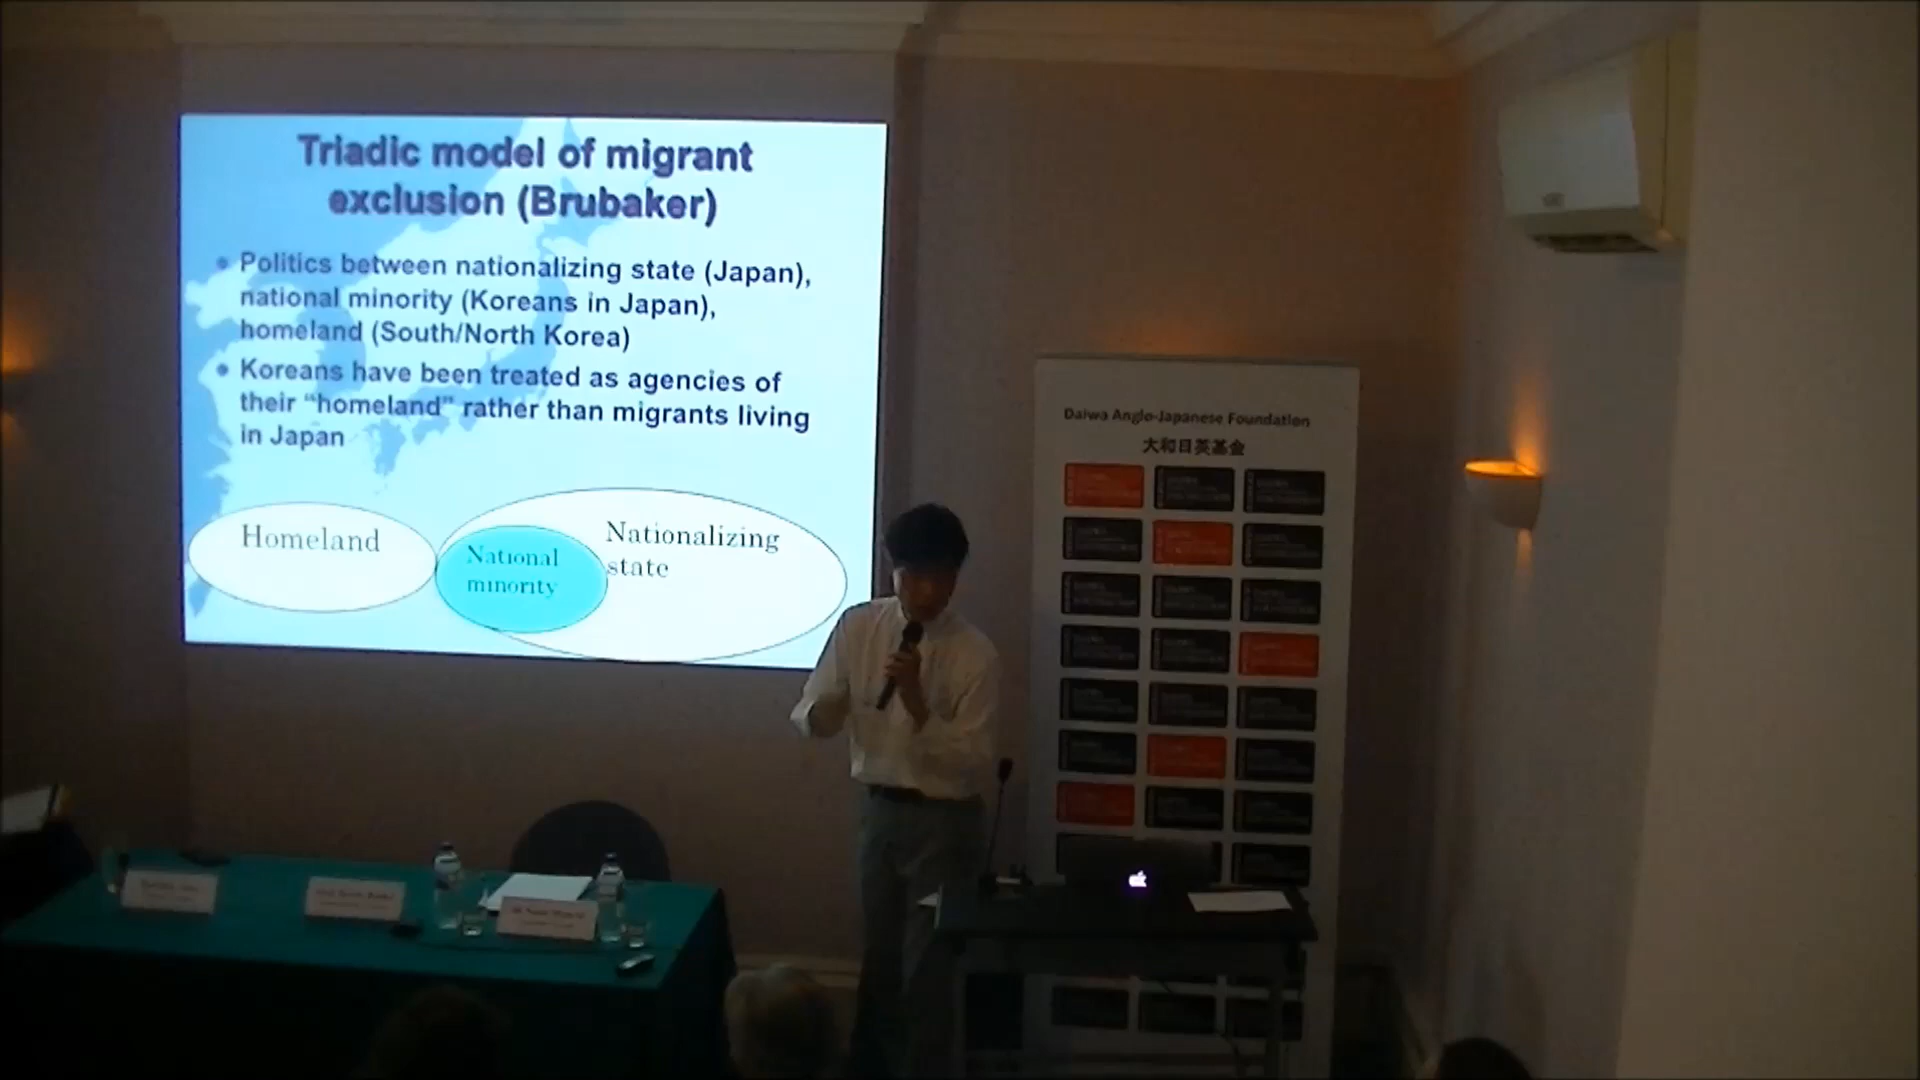 Triadic model of migrant
exclusion (Brubaker)
Politics between nationalizing state (Japan),
national minority (Koreans in Japan),
homeland (South/North Korea)
Koreans have been treated as agencies of
their “homeland” rather than migrants living
in Japan
Homeland
National
minority
Nationalizing
state
Daiwa Anglo-Japanese Foundation
大和日英基金